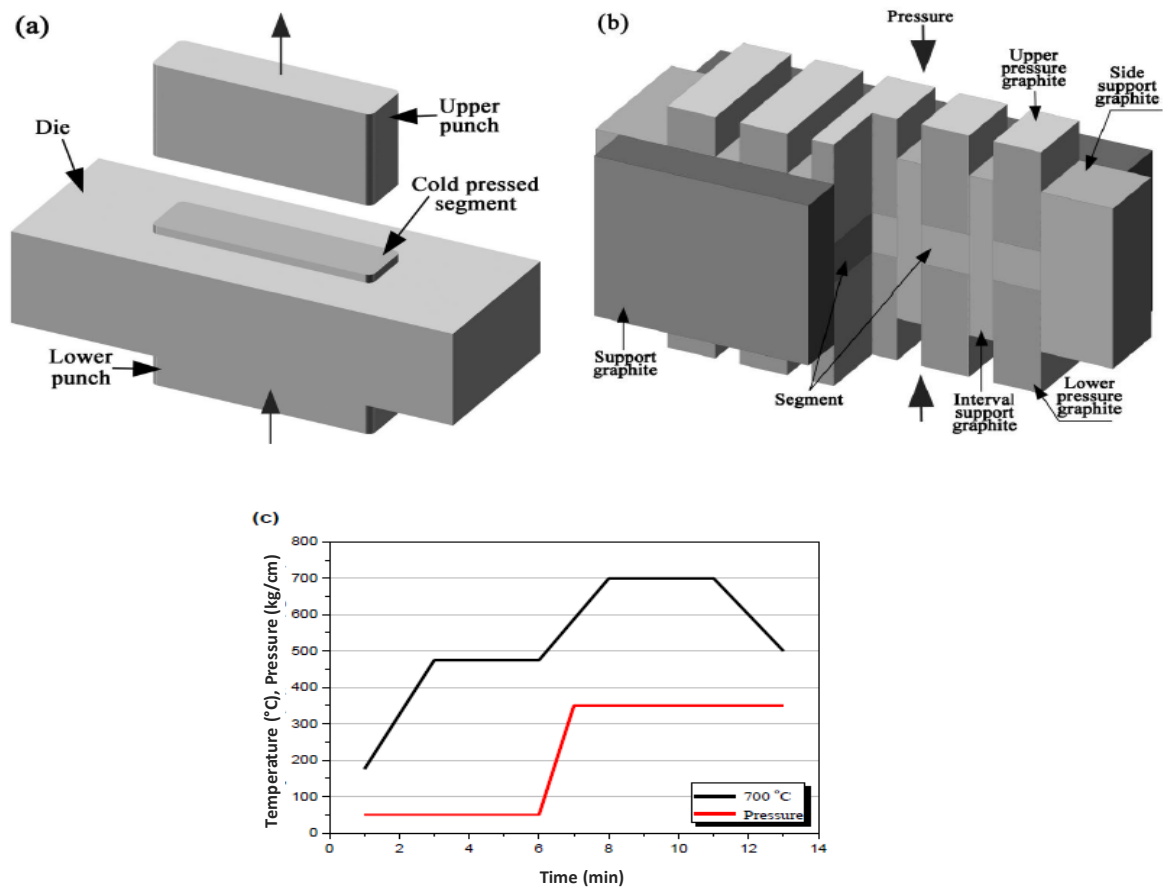 (a)
Upper
punch
Die
Cold pressed
segment
Lower
punch
(b)
Pressure
Upper
pressure
graphite
Side
support
graphite
Support
graphite
Segment
Interval
support
graphite
Lower
pressure
graphite
(c)
Temperature (°C), Pressure (kg/cm)
800
700
600
500
400
300
200
100
0
0 2 4 6 8 10 12 14
700 °C
Pressure
Time (min)